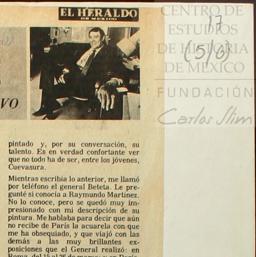 EL HERALDO
DE MEXICO
CENTRO DE
ESTUDIOS
DE HISTORIA
DE MÉXICO
FUNDACIÓN
Carlos Slim
17
(5/6)
VO
pintado y, por su conversación, su
talento. Es en verdad confortante ver
que no todo ha de ser, entre los jóvenes,
Cuevasura.
Mientras escribía lo anterior, me llamó
por teléfono el general Beteta. Le pre-
gunté si conocía a Raymundo Martínez.
No lo conoce, pero se quedó muy im-
presionado con mi descripción de su
pintura. Me hablaba para decir que aún
no recibe de París la acuarela con que
me ha obsequiado, y que viajó con las
demás a las muy brillantes ex-
posiciones que el General realizó: en